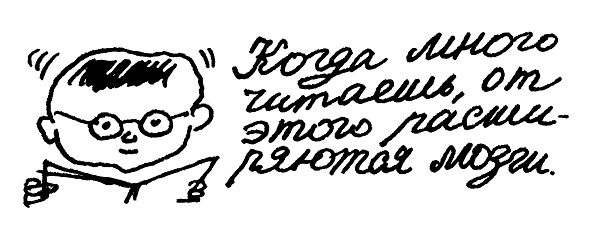 Когда много
читаешь, от
этого расши-
ряются мозги.